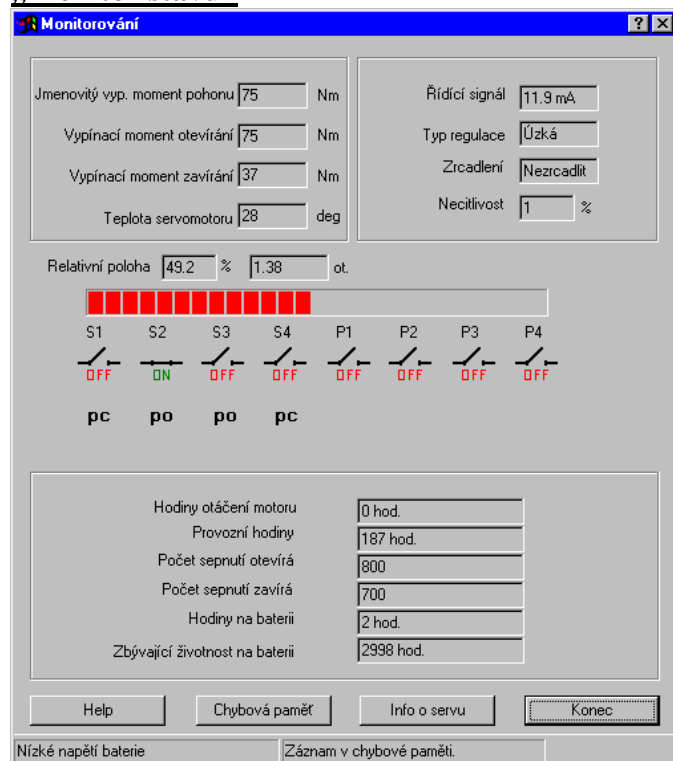 Monitorování
Jmenovitý vyp. moment pohonu 75 Nm
Vypínací moment otevírání 75 Nm
Vypínací moment zavírání 37 Nm
Teplota servomotoru 28 deg
Řídící signál 11.9 mA
Typ regulace Úzká
Zrcadlení Nezrcadlit
Necitlivost 1 %
Relativní poloha 49.2 % 1.38 ot.
S1 S2 S3 S4 P1 P2 P3 P4
OFF ON OFF OFF OFF OFF OFF OFF
pc po po pc
Hodiny otáčení motoru 0 hod.
Provozní hodiny 187 hod.
Počet sepnutí otevírá 800
Počet sepnutí zavírá 700
Hodiny na baterii 2 hod.
Zbývající životnost na baterii 2998 hod.
Help Chybová paměť Info o servu Konec
Nízké napětí baterie Záznam v chybové paměti.